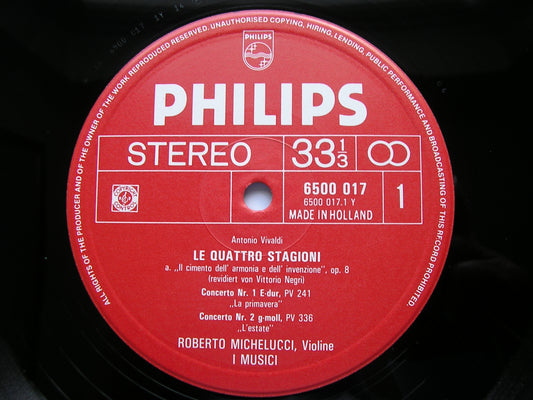 ALL RIGHTS OF THE PRODUCER AND OF THE OWNER OF THE WORK REPRODUCED RESERVED. UNAUTHORISED COPYING, HIRING, LENDING, PUBLIC PERFORMANCE AND BROADCASTING OF THIS RECORD PROHIBITED.
PHILIPS
PHILIPS
STEREO 33 1/3
6500 017
6500 017.1 Y
MADE IN HOLLAND
1
Antonio Vivaldi
LE QUATTRO STAGIONI
a. „Il cimento dell' armonia e dell' invenzione", op. 8
(revidiert von Vittorio Negri)
Concerto Nr. 1 E-dur, PV 241
„La primavera"
Concerto Nr. 2 g-moll, PV 336
„L'estate"
ROBERTO MICHELUCCI, Violine
I MUSICI